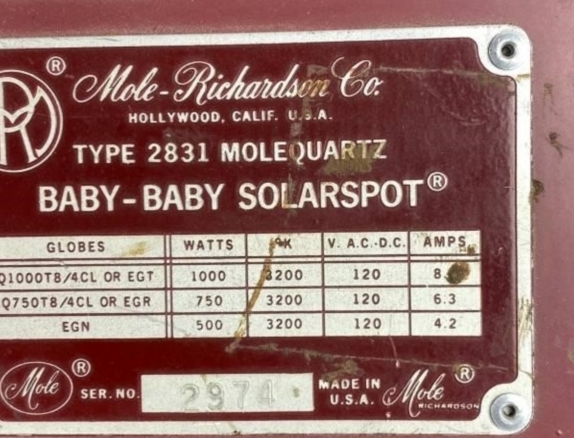 ®
Mole-Richardson Co.
HOLLYWOOD, CALIF. U.S.A.
TYPE 2831 MOLEQUARTZ
BABY-BABY SOLARSPOT®
GLOBES WATTS °K V. A.C.-D.C. AMPS
Q1000T8/4CL OR EGT 1000 3200 120
Q750T8/4CL OR EGR 750 3200 120 6.3
EGN 500 3200 120 4.2
Mole ® SER. NO. 2974 MADE IN U.S.A. Mole ® RICHARDSON